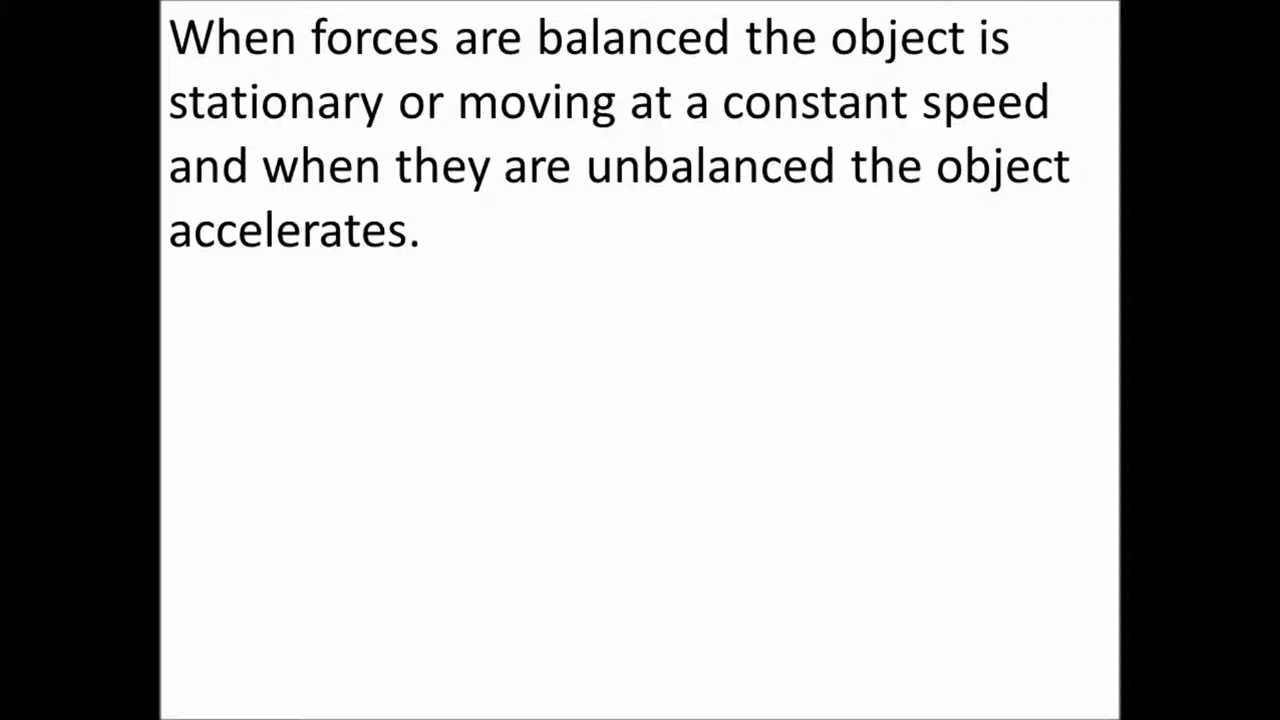 When forces are balanced the object is
stationary or moving at a constant speed
and when they are unbalanced the object
accelerates.